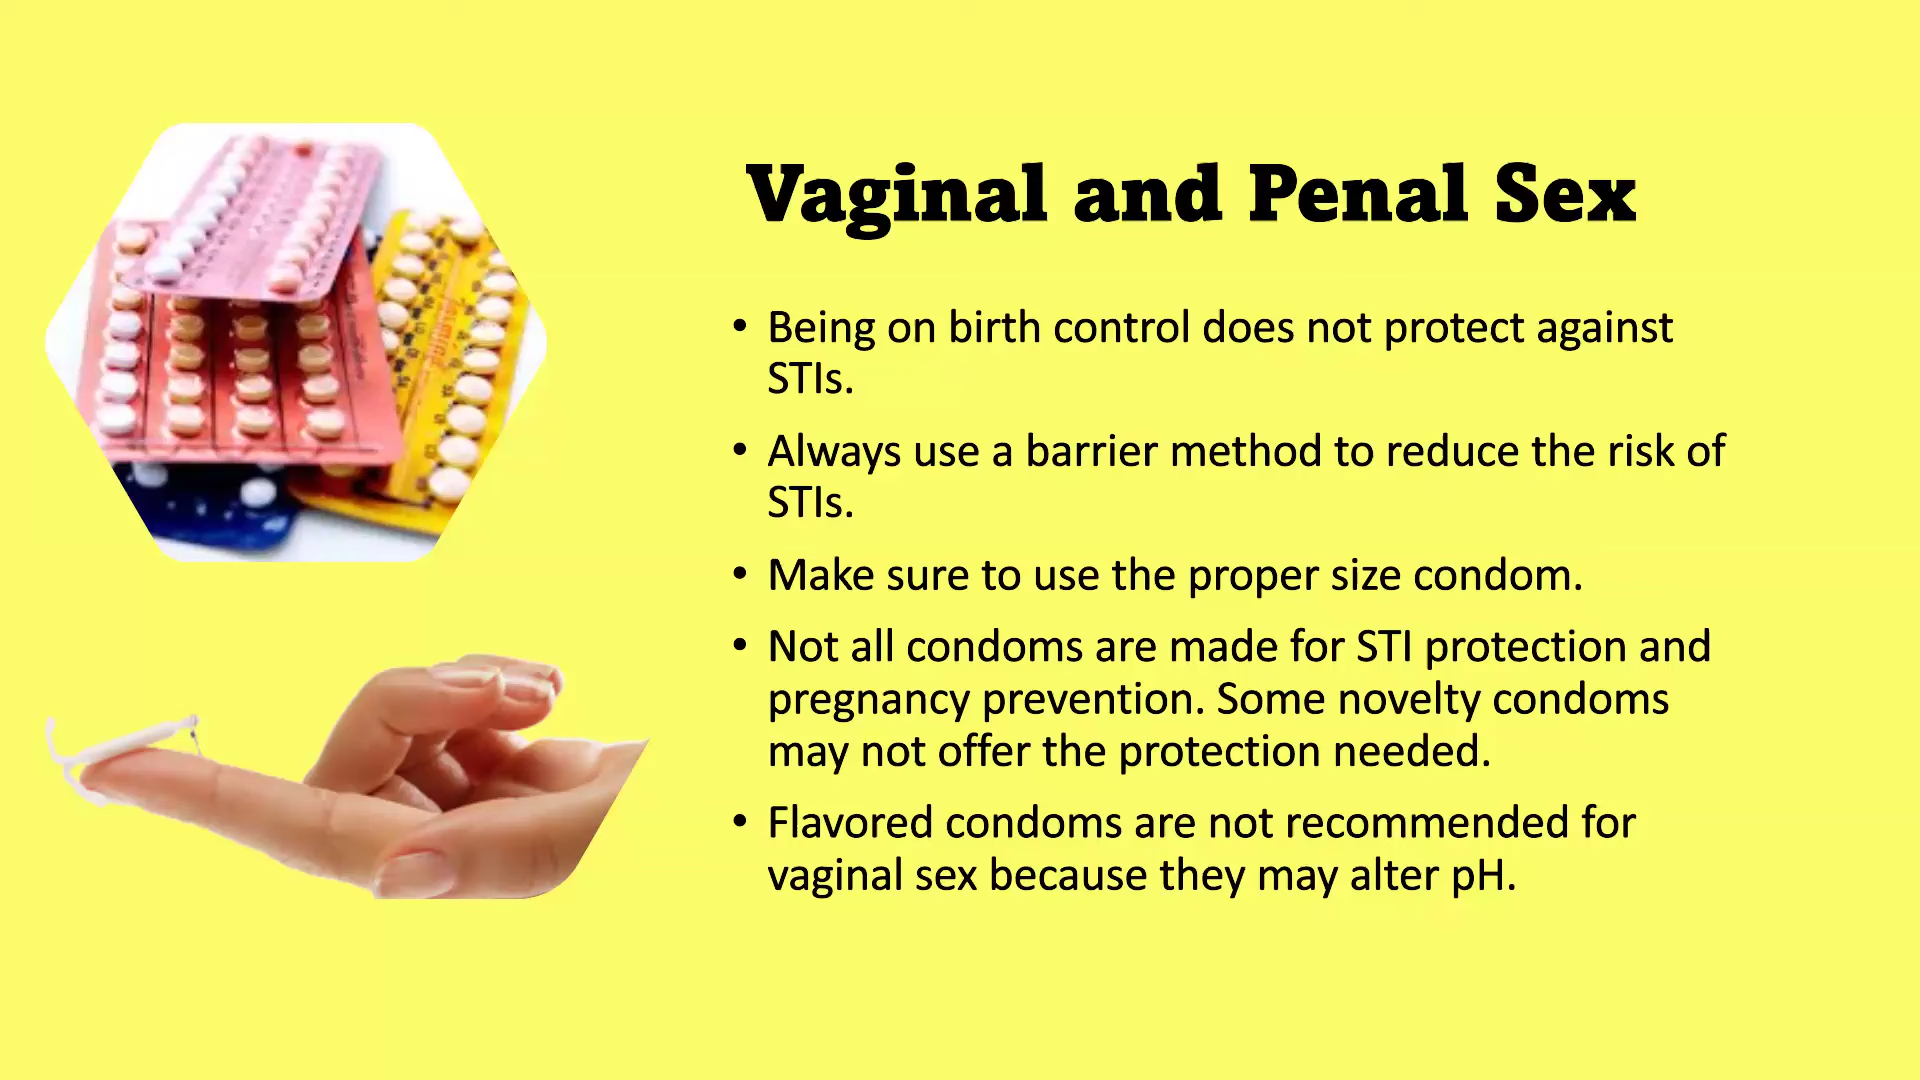 Vaginal and Penal Sex
• Being on birth control does not protect against
STIs.
• Always use a barrier method to reduce the risk of
STIs.
• Make sure to use the proper size condom.
• Not all condoms are made for STI protection and
pregnancy prevention. Some novelty condoms
may not offer the protection needed.
• Flavored condoms are not recommended for
vaginal sex because they may alter pH.